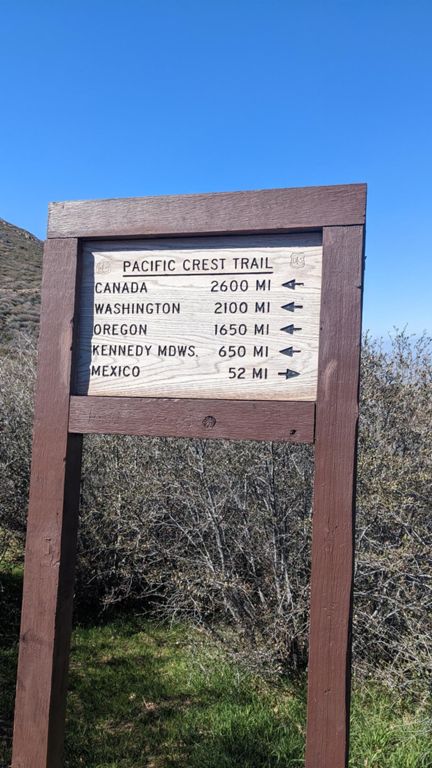 PACIFIC CREST TRAIL
CANADA 2600 MI ←
WASHINGTON 2100 MI ←
OREGON 1650 MI ←
KENNEDY MDWS. 650 MI ←
MEXICO 52 MI →